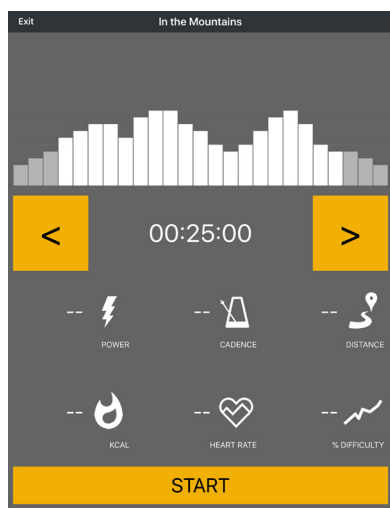 Exit
In the Mountains
<
00:25:00
>
--
--
--
POWER
CADENCE
DISTANCE
--
--
--
KCAL
HEART RATE
% DIFFICULTY
START